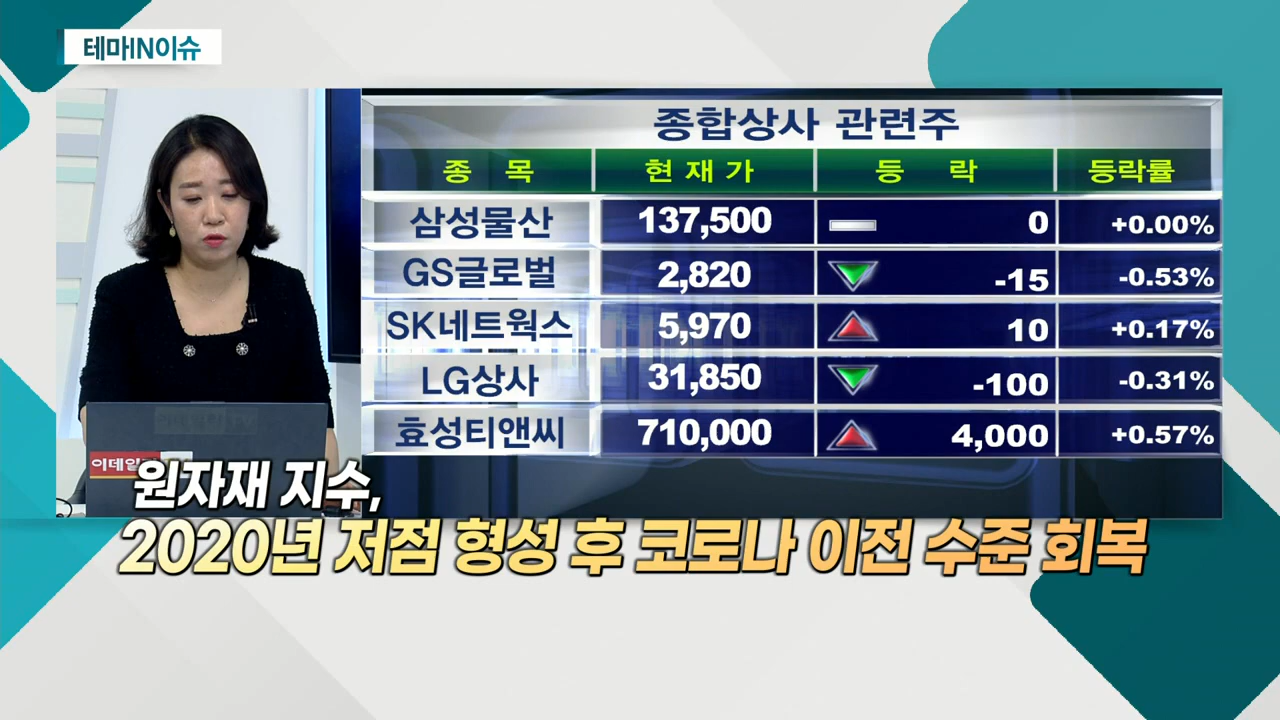 테마IN이슈
종합상사 관련주
종 목 현 재 가 등 락 등락률
삼성물산 137,500 0 +0.00%
GS글로벌 2,820 -15 -0.53%
SK네트웍스 5,970 10 +0.17%
LG상사 31,850 -100 -0.31%
효성티앤씨 710,000 4,000 +0.57%
이데일리
원자재 지수,
2020년 저점 형성 후 코로나 이전 수준 회복